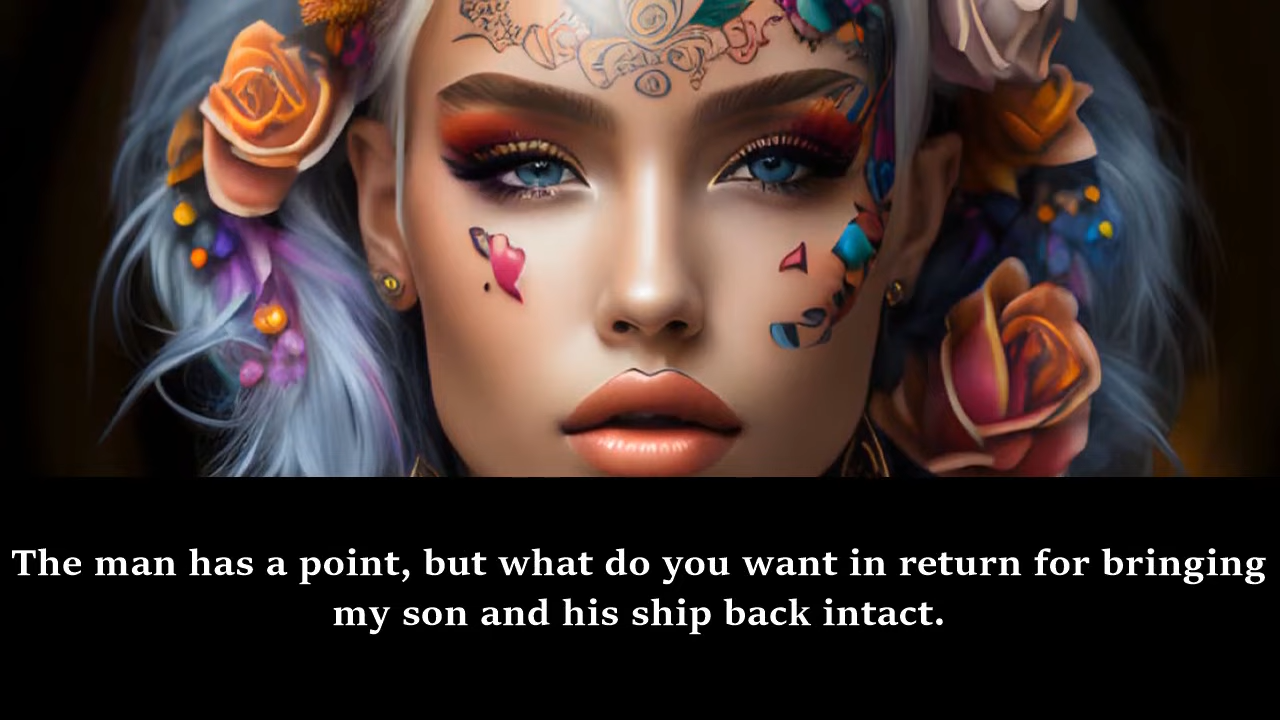 The man has a point, but what do you want in return for bringing
my son and his ship back intact.